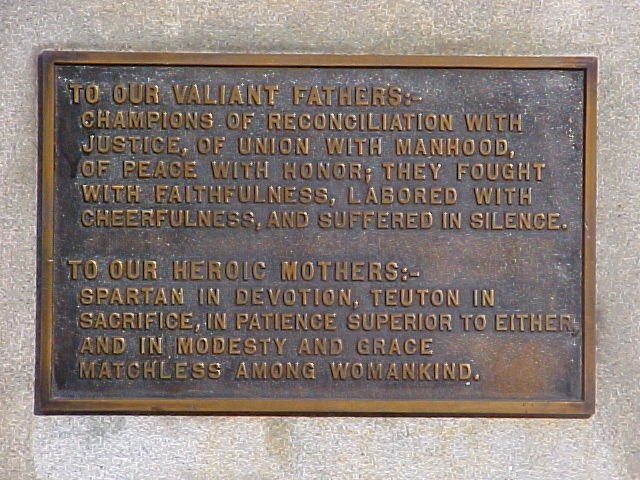 TO OUR VALIANT FATHERS:-
CHAMPIONS OF RECONCILIATION WITH
JUSTICE, OF UNION WITH MANHOOD,
OF PEACE WITH HONOR; THEY FOUGHT
WITH FAITHFULNESS, LABORED WITH
CHEERFULNESS, AND SUFFERED IN SILENCE.
TO OUR HEROIC MOTHERS:-
SPARTAN IN DEVOTION, TEUTON IN
SACRIFICE, IN PATIENCE SUPERIOR TO EITHER,
AND IN MODESTY AND GRACE
MATCHLESS AMONG WOMANKIND.